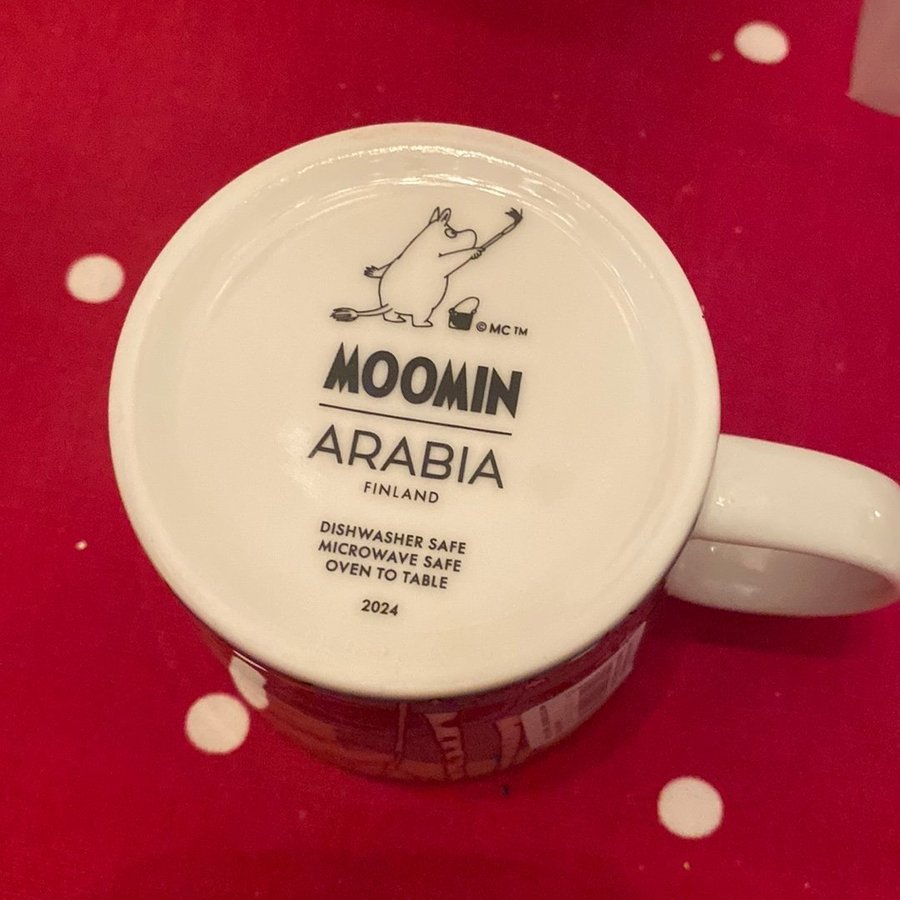 © MC ™
MOOMIN
ARABIA
FINLAND
DISHWASHER SAFE
MICROWAVE SAFE
OVEN TO TABLE
2024